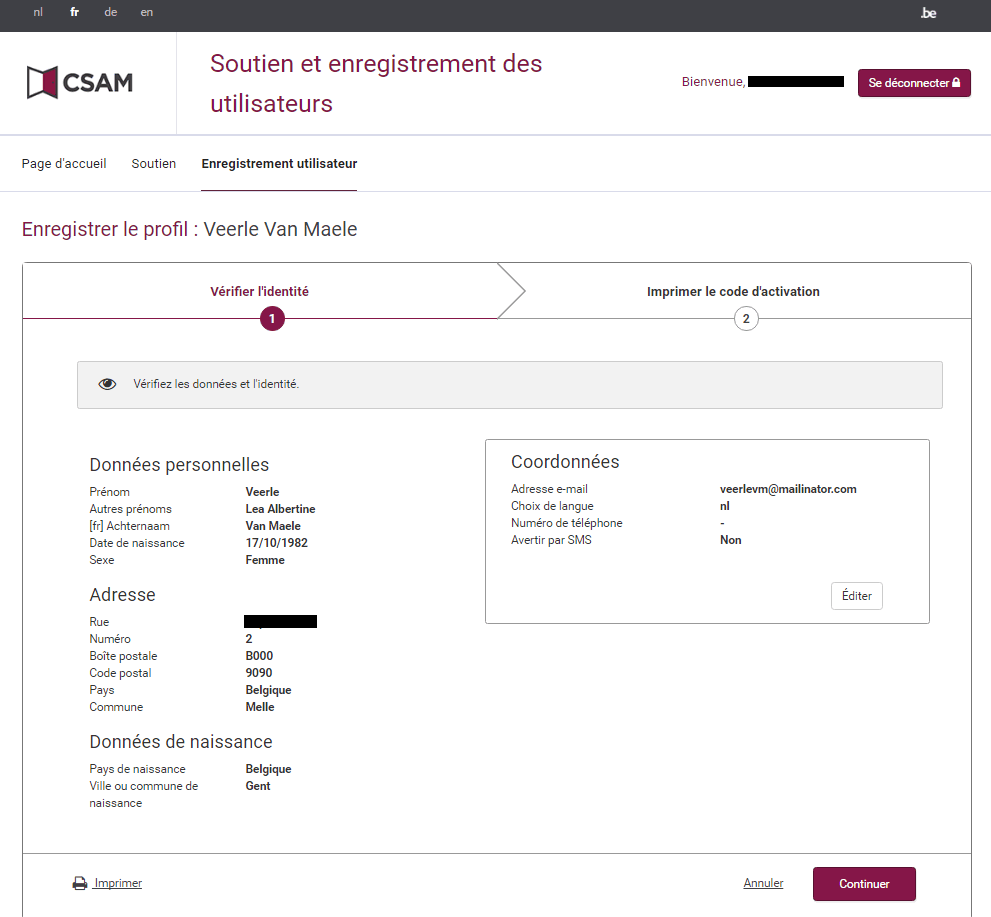 nl fr de en .be
CSAM
Soutien et enregistrement des
utilisateurs
Bienvenue,
Se déconnecter
Page d'accueil Soutien Enregistrement utilisateur
Enregistrer le profil : Veerle Van Maele
Vérifier l'identité
1
Imprimer le code d'activation
2
Vérifiez les données et l'identité.
Données personnelles
Prénom Veerle
Autres prénoms Lea Albertine
[fr] Achternaam Van Maele
Date de naissance 17/10/1982
Sexe Femme
Adresse
Rue
Numéro 2
Boîte postale B000
Code postal 9090
Pays Belgique
Commune Melle
Données de naissance
Pays de naissance Belgique
Ville ou commune de Gent
naissance
Coordonnées
Adresse e-mail veerlevm@mailinator.com
Choix de langue nl
Numéro de téléphone -
Avertir par SMS Non
Éditer
Imprimer Annuler Continuer